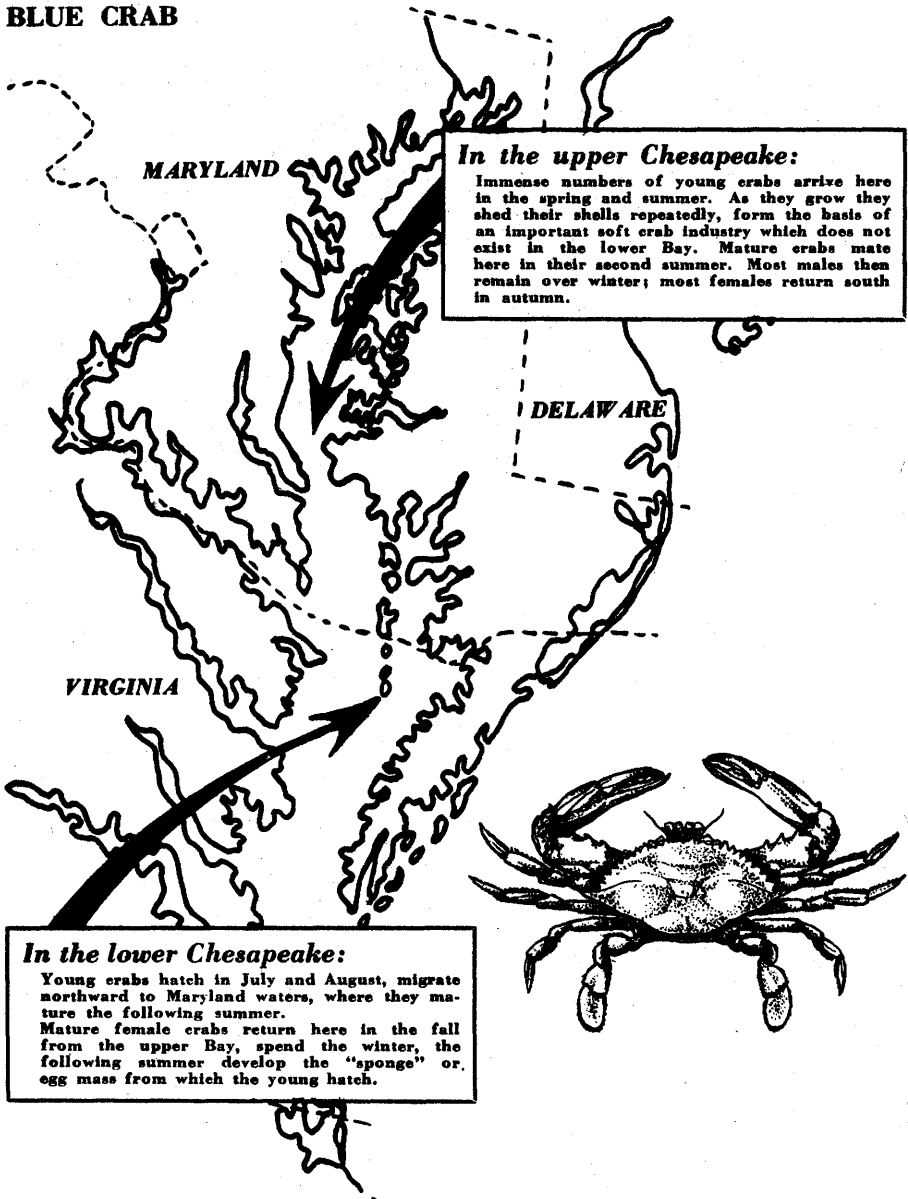 BLUE CRAB
MARYLAND
In the upper Chesapeake:
Immense numbers of young crabs arrive here
in the spring and summer. As they grow they
shed their shells repeatedly, form the basis of
an important soft crab industry which does not
exist in the lower Bay. Mature crabs mate
here in their second summer. Most males then
remain over winter; most females return south
in autumn.
DELAWARE
VIRGINIA
In the lower Chesapeake:
Young crabs hatch in July and August, migrate
northward to Maryland waters, where they ma-
ture the following summer.
Mature female crabs return here in the fall
from the upper Bay, spend the winter, the
following summer develop the "sponge" or
egg mass from which the young hatch.